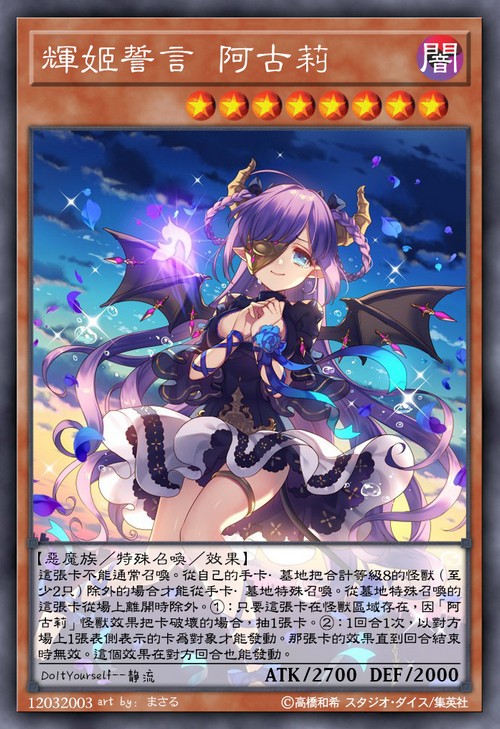 輝姬誓言 阿古莉
闇
【惡魔族／特殊召喚／效果】
這張卡不能通常召喚。從自己的手卡·墓地把合計等級8的怪獸（至
少2只）除外的場合才能從手卡·墓地特殊召喚。從墓地特殊召喚的
這張卡從場上離開時除外。①：只要這張卡在怪獸區域存在，因「阿
古莉」怪獸效果把卡破壞的場合，抽1張卡。②：1回合1次，以對方
場上1張表側表示的卡為對象才能發動。那張卡的效果直到回合結束
時無效。這個效果在對方回合也能發動。
DoItYourself--静流
ATK/2700 DEF/2000
12032003 art by: まさる
©高橋和希 スタジオ・ダイス/集英社